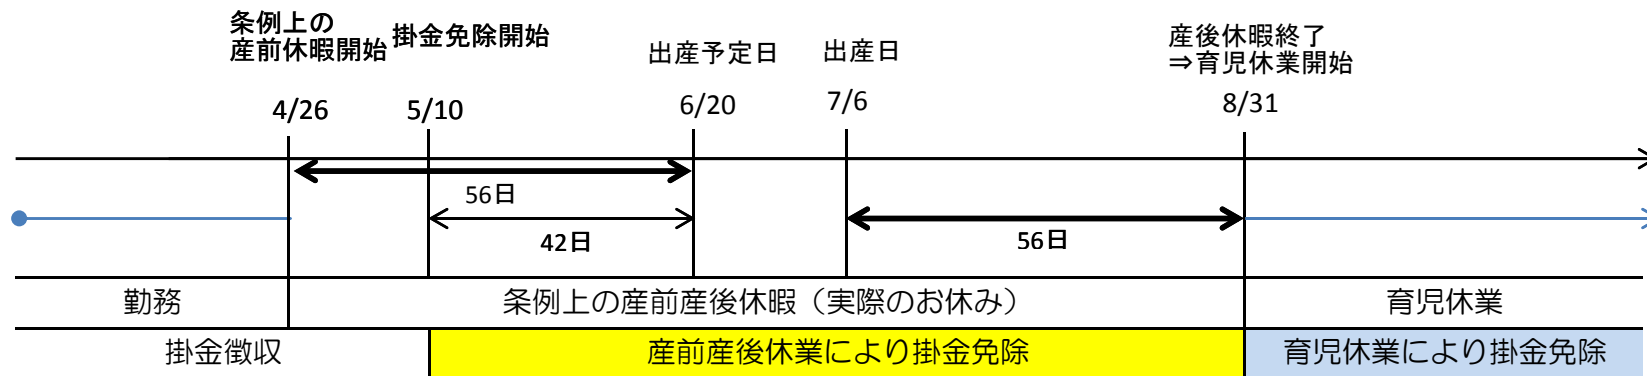 条例上の
産前休暇開始
掛金免除開始
出産予定日
出産日
産後休暇終了
⇒育児休業開始
4/26
5/10
6/20
7/6
8/31
56日
42日
56日
勤務
条例上の産前産後休暇（実際のお休み）
育児休業
掛金徴収
産前産後休業により掛金免除
育児休業により掛金免除